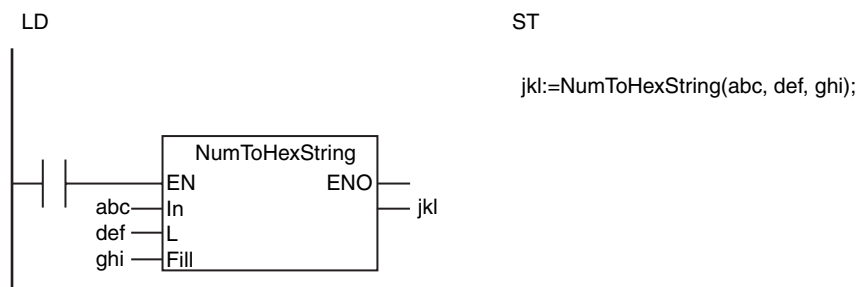 LD
ST
jkl:=NumToHexString(abc, def, ghi);
NumToHexString
EN ENO
abc In jkl
def L
ghi Fill